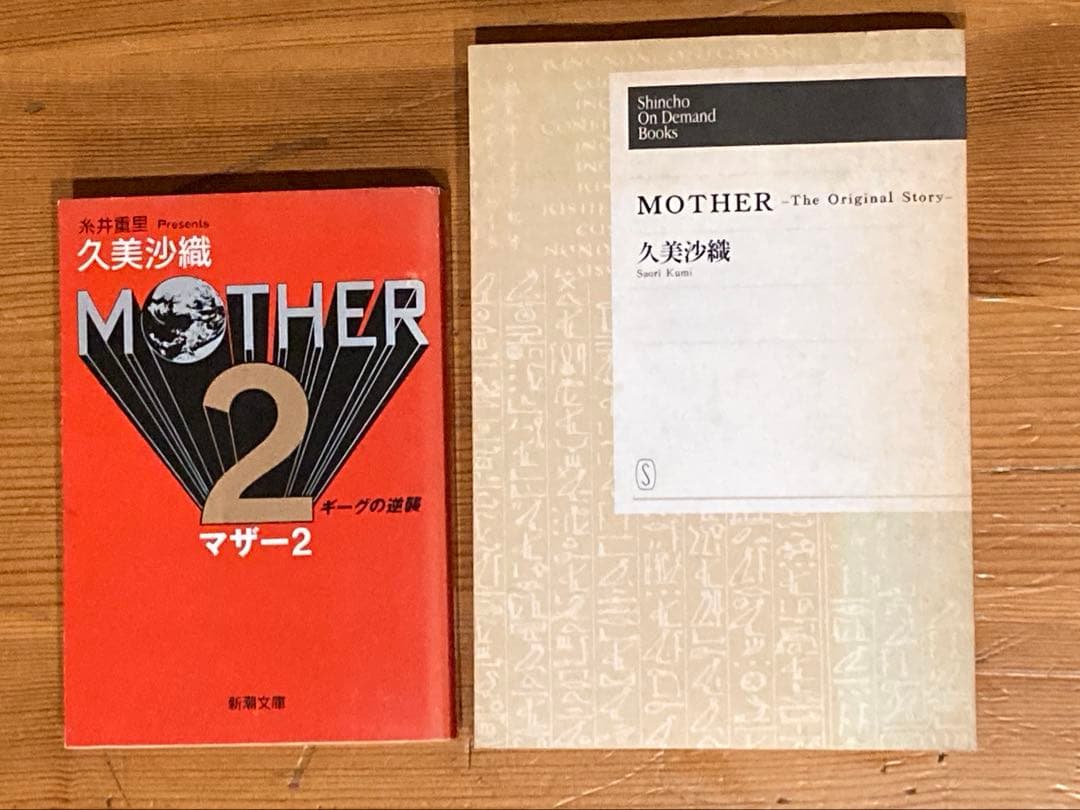 糸井重里 Presents
久美沙織
MOTHER
2
ギーグの逆襲
マザー2
新潮文庫
Shincho
On Demand
Books
MOTHER –The Original Story–
久美沙織
Saori Kumi
S